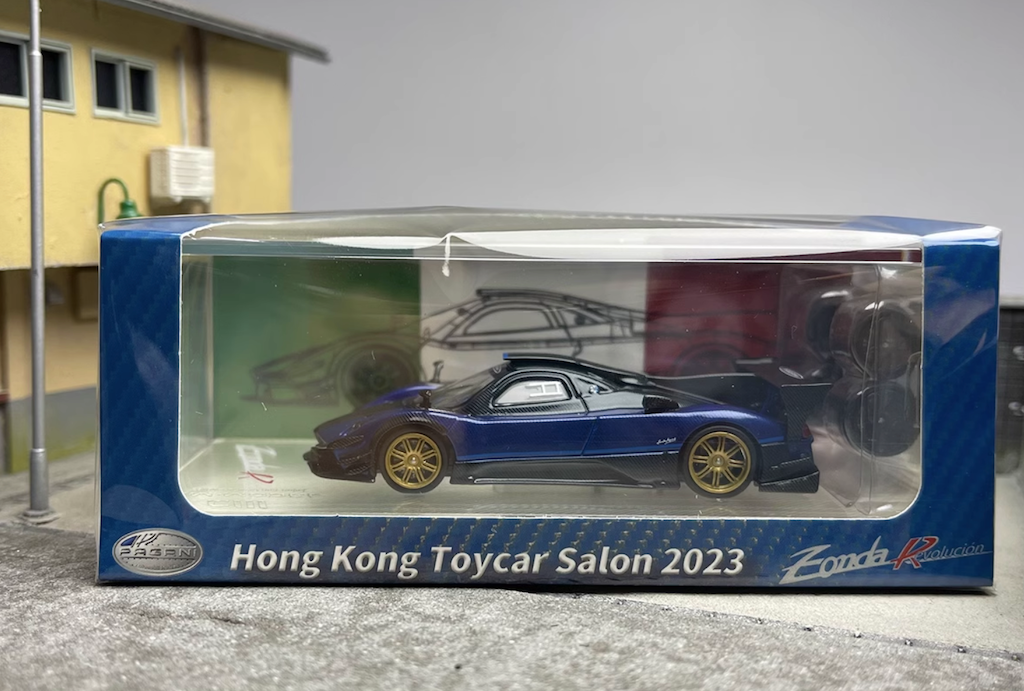 PAGANI
Hong Kong Toycar Salon 2023
Zonda Revolución